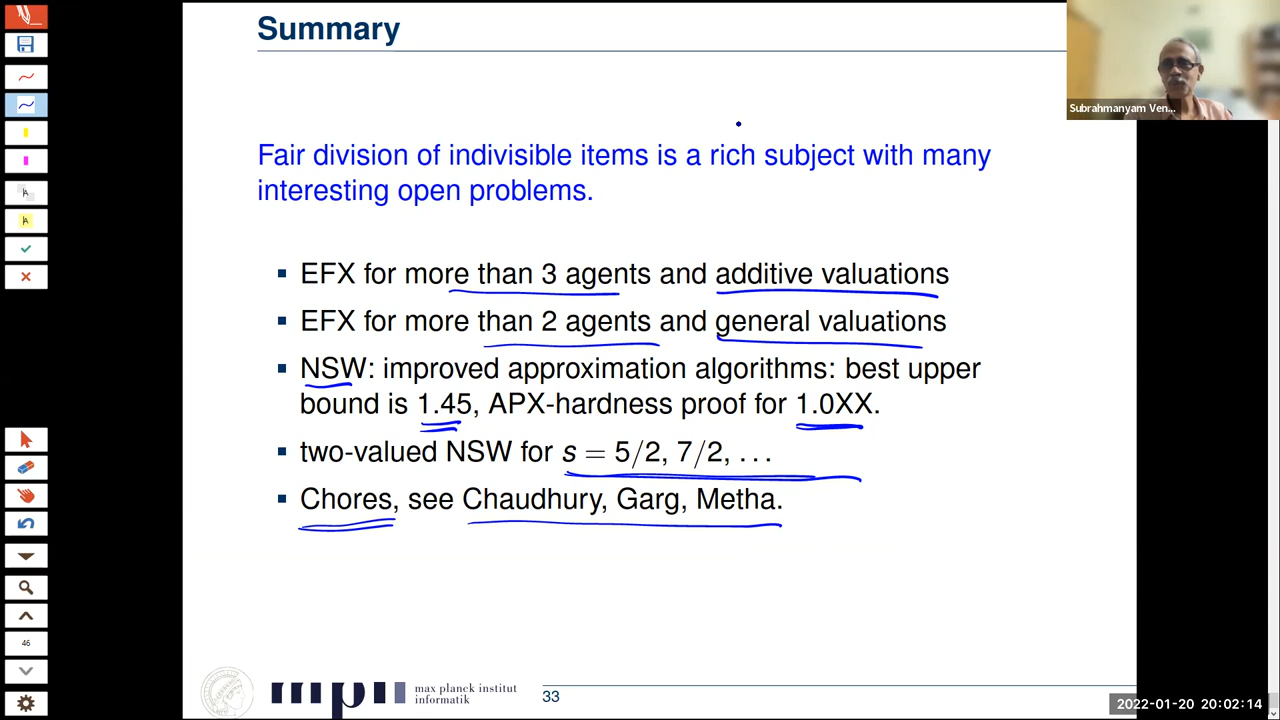 Summary
Subrahmanyam Ven...
Fair division of indivisible items is a rich subject with many
interesting open problems.
EFX for more than 3 agents and additive valuations
EFX for more than 2 agents and general valuations
NSW: improved approximation algorithms: best upper
bound is 1.45, APX-hardness proof for 1.0XX.
two-valued NSW for s = 5/2, 7/2, ...
Chores, see Chaudhury, Garg, Metha.
46
max planck institut
informatik
33
2022-01-20 20:02:14